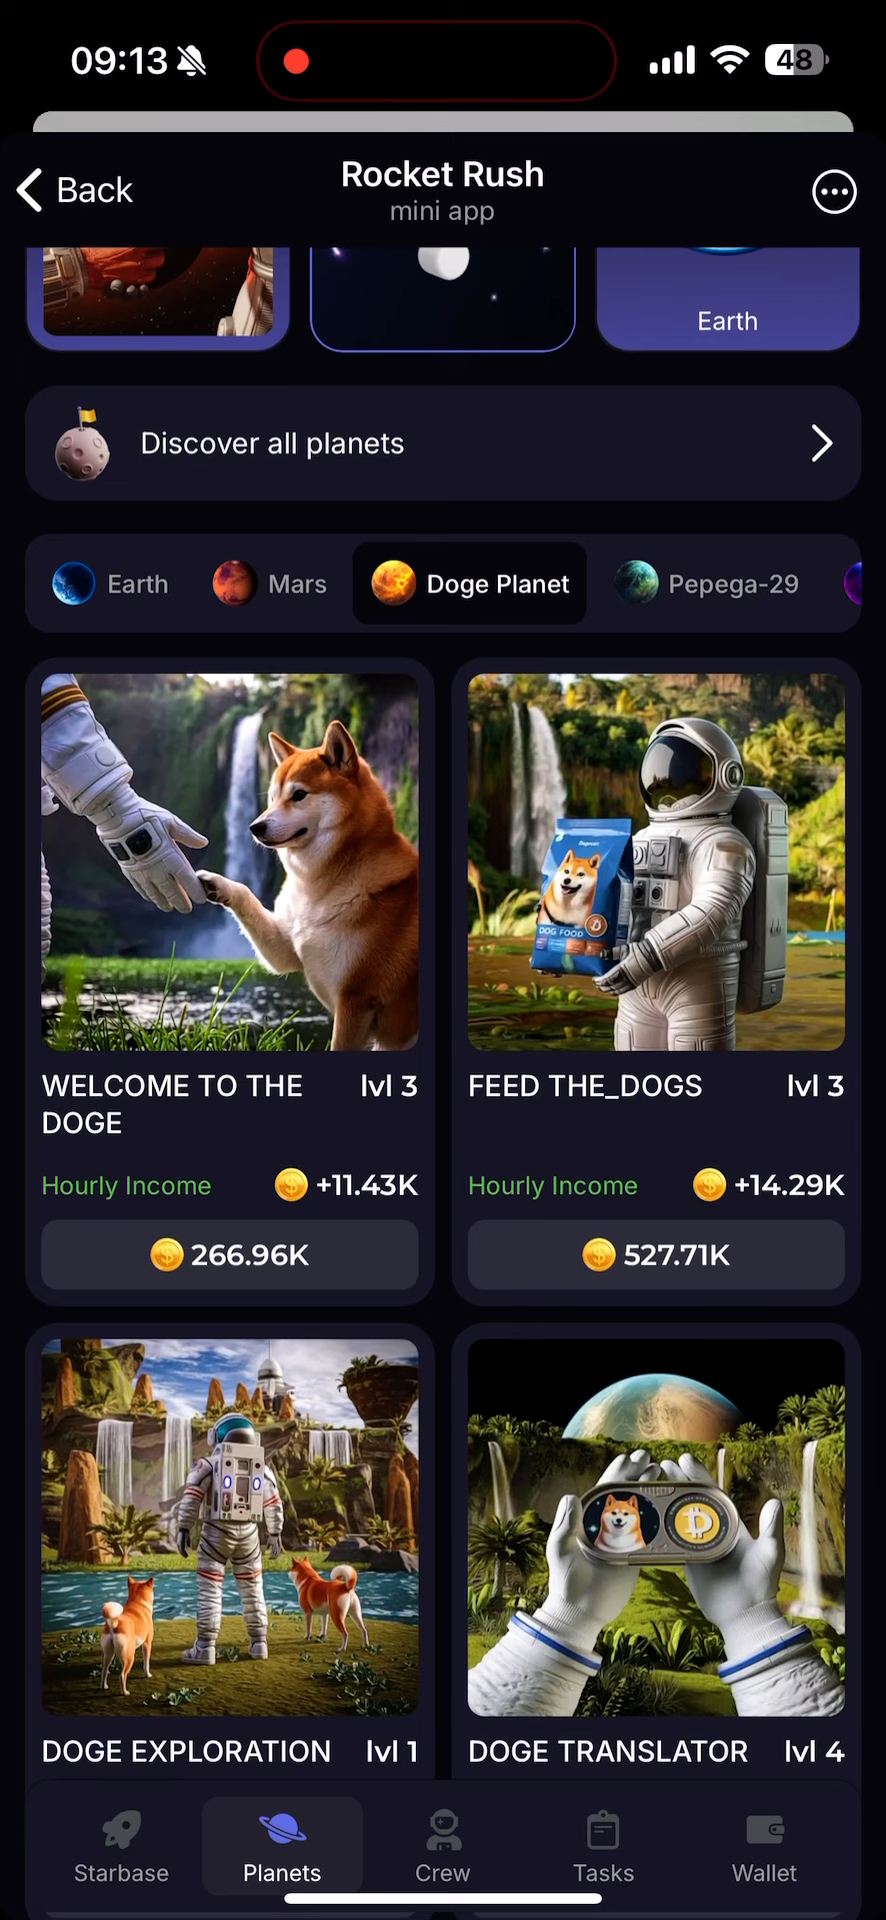 09:13
48
Back
Rocket Rush
mini app
Earth
Discover all planets
Earth
Mars
Doge Planet
Pepega-29
DOG FOOD
WELCOME TO THE DOGE
lvl 3
Hourly Income
+11.43K
266.96K
FEED THE_DOGS
lvl 3
Hourly Income
+14.29K
527.71K
DOGE EXPLORATION
lvl 1
DOGE TRANSLATOR
lvl 4
Starbase
Planets
Crew
Tasks
Wallet